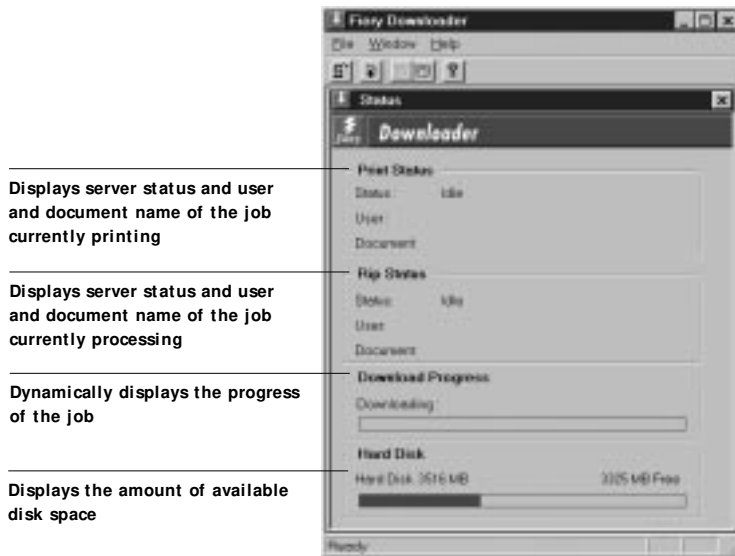 Fiery Downloader
File Window Help
Status
Fiery Downloader
Print Status
Status: Idle
User:
Document:
Rip Status
Status: Idle
User:
Document:
Download Progress
Downloading:
Hard Disk
Hard Disk 3516 MB 3325 MB Free
Ready
Displays server status and user
and document name of the job
currently printing
Displays server status and user
and document name of the job
currently processing
Dynamically displays the progress
of the job
Displays the amount of available
disk space